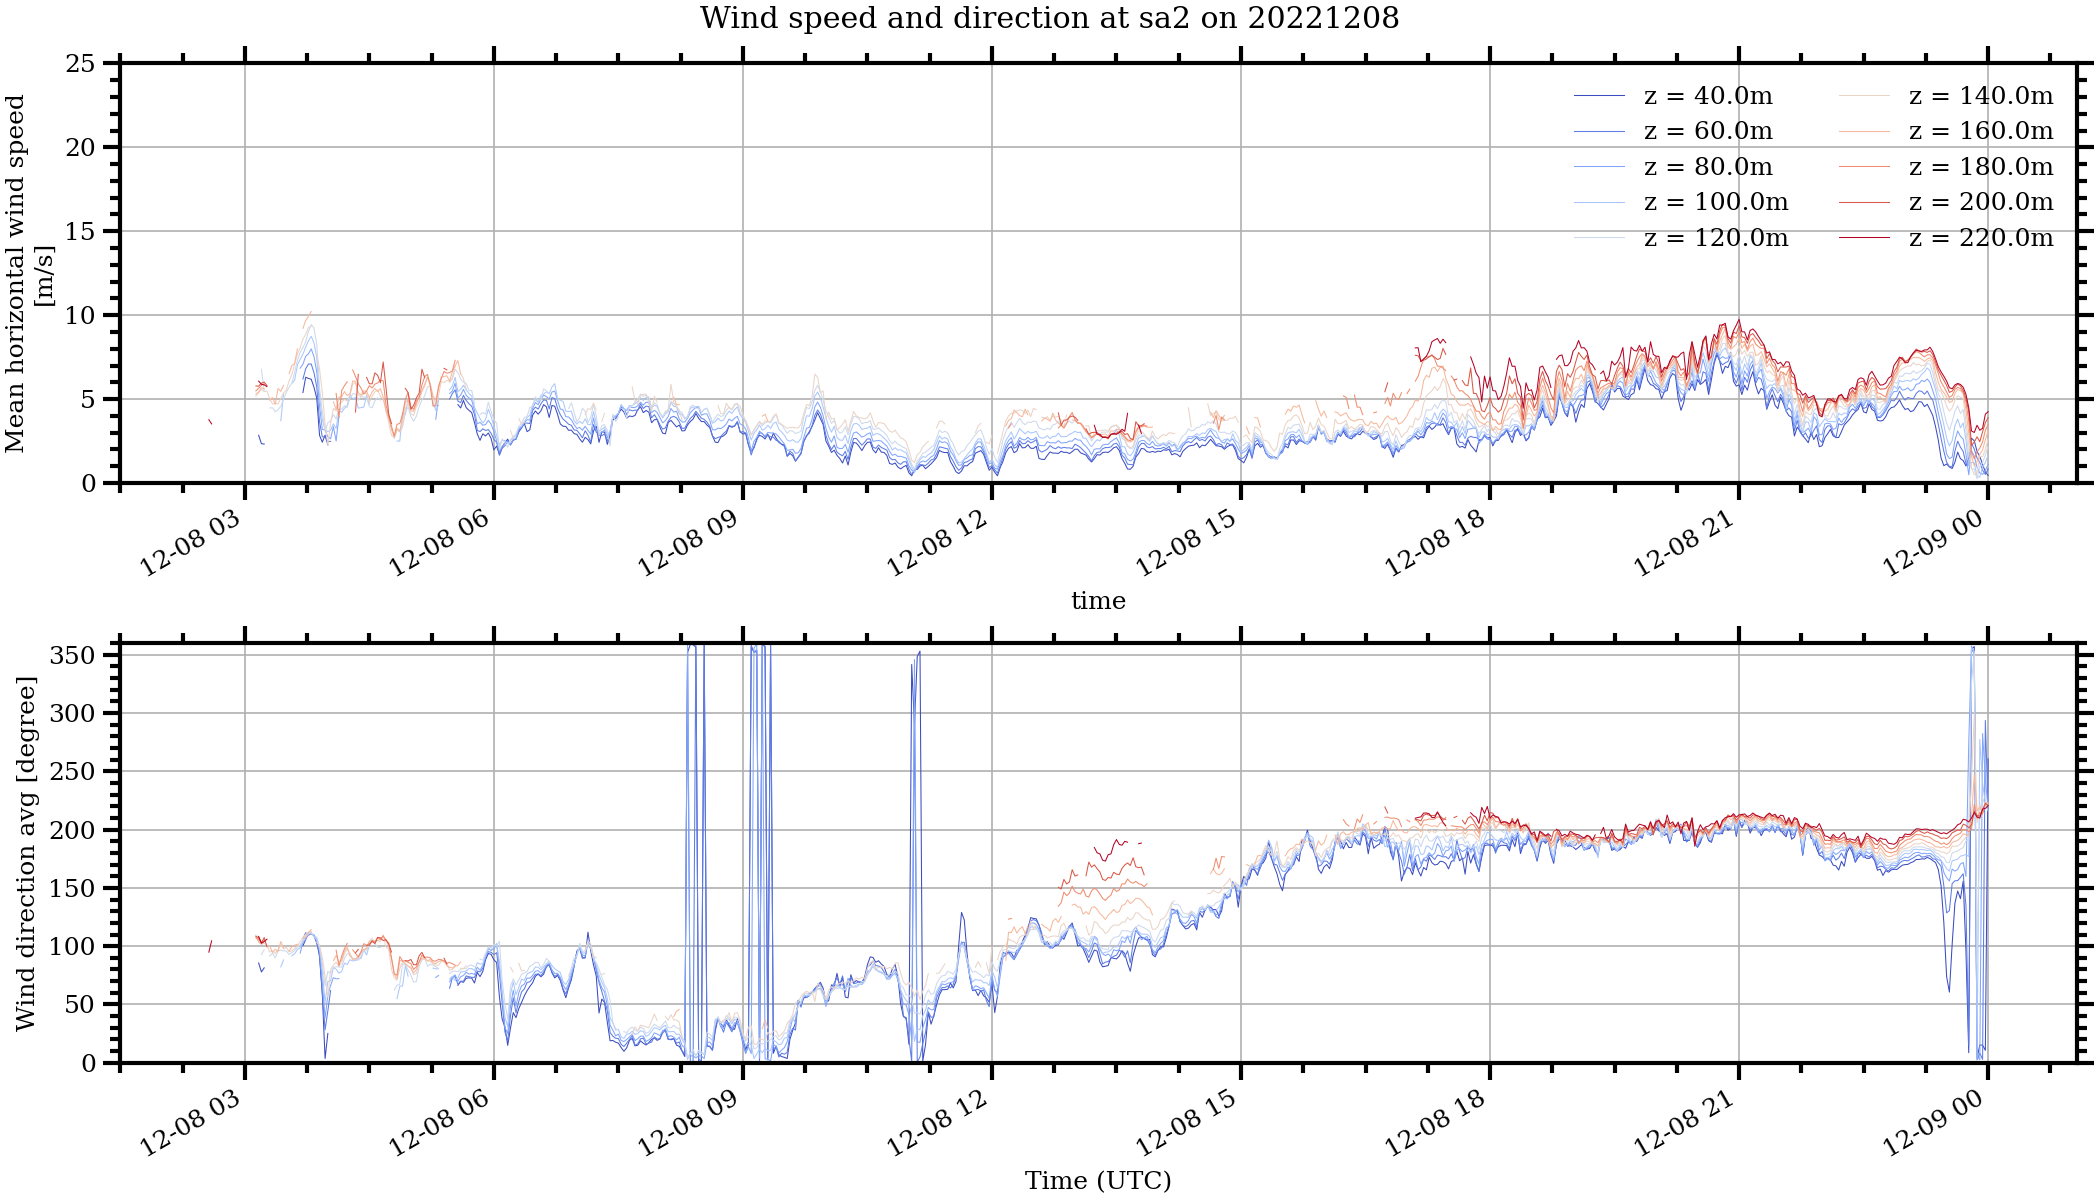 Wind speed and direction at sa2 on 20221208
Mean horizontal wind speed
[m/s]
25
20
15
10
5
0
z = 40.0m
z = 60.0m
z = 80.0m
z = 100.0m
z = 120.0m
z = 140.0m
z = 160.0m
z = 180.0m
z = 200.0m
z = 220.0m
12-08 03
12-08 06
12-08 09
12-08 12
12-08 15
12-08 18
12-08 21
12-09 00
time
Wind direction avg [degree]
350
300
250
200
150
100
50
0
12-08 03
12-08 06
12-08 09
12-08 12
12-08 15
12-08 18
12-08 21
12-09 00
Time (UTC)